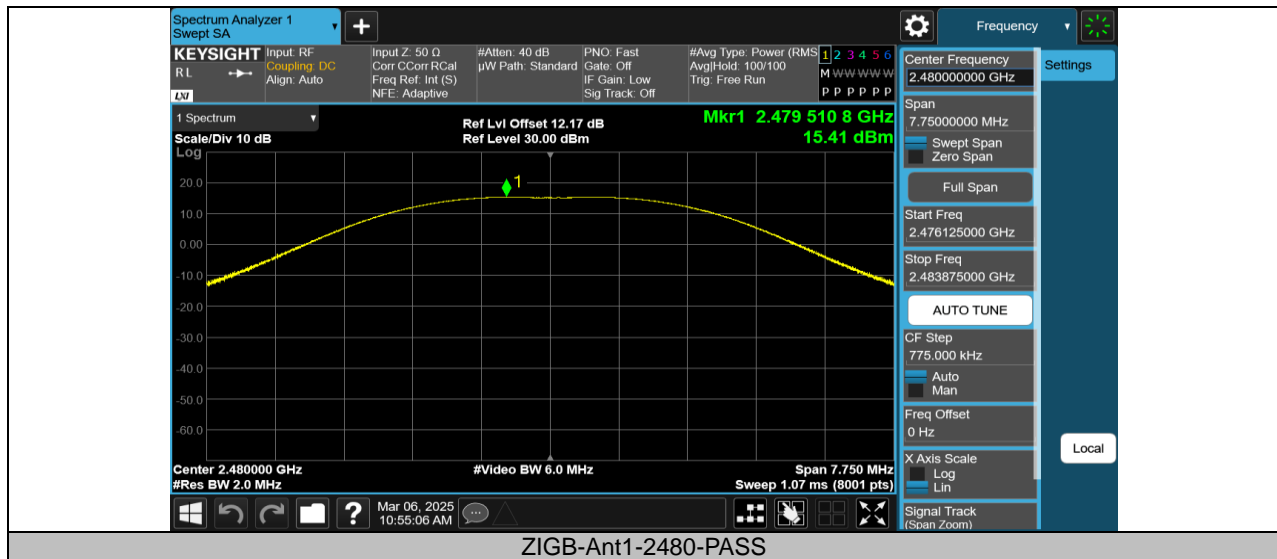 Spectrum Analyzer 1
Swept SA
Frequency
KEYSIGHT
RL
LXI
Input: RF
Coupling: DC
Align: Auto
Input Z: 50 Ω
Corr CCorr RCal
Freq Ref: Int (S)
NFE: Adaptive
#Atten: 40 dB
µW Path: Standard
PNO: Fast
Gate: Off
IF Gain: Low
Sig Track: Off
#Avg Type: Power (RMS
Avg|Hold: 100/100
Trig: Free Run
1 2 3 4 5 6
M W W W W W
P P P P P P
Center Frequency
2.480000000 GHz
Settings
Span
7.75000000 MHz
Swept Span
Zero Span
Full Span
Start Freq
2.476125000 GHz
Stop Freq
2.483875000 GHz
AUTO TUNE
CF Step
775.000 kHz
Auto
Man
Freq Offset
0 Hz
X Axis Scale
Log
Lin
Signal Track
(Span Zoom)
Local
1 Spectrum
Scale/Div 10 dB
Log
Ref Lvl Offset 12.17 dB
Ref Level 30.00 dBm
Mkr1 2.479 510 8 GHz
15.41 dBm
1
20.0
10.0
0.00
-10.0
-20.0
-30.0
-40.0
-50.0
-60.0
Center 2.480000 GHz
#Res BW 2.0 MHz
#Video BW 6.0 MHz
Span 7.750 MHz
Sweep 1.07 ms (8001 pts)
?
Mar 06, 2025
10:55:06 AM
ZIGB-Ant1-2480-PASS